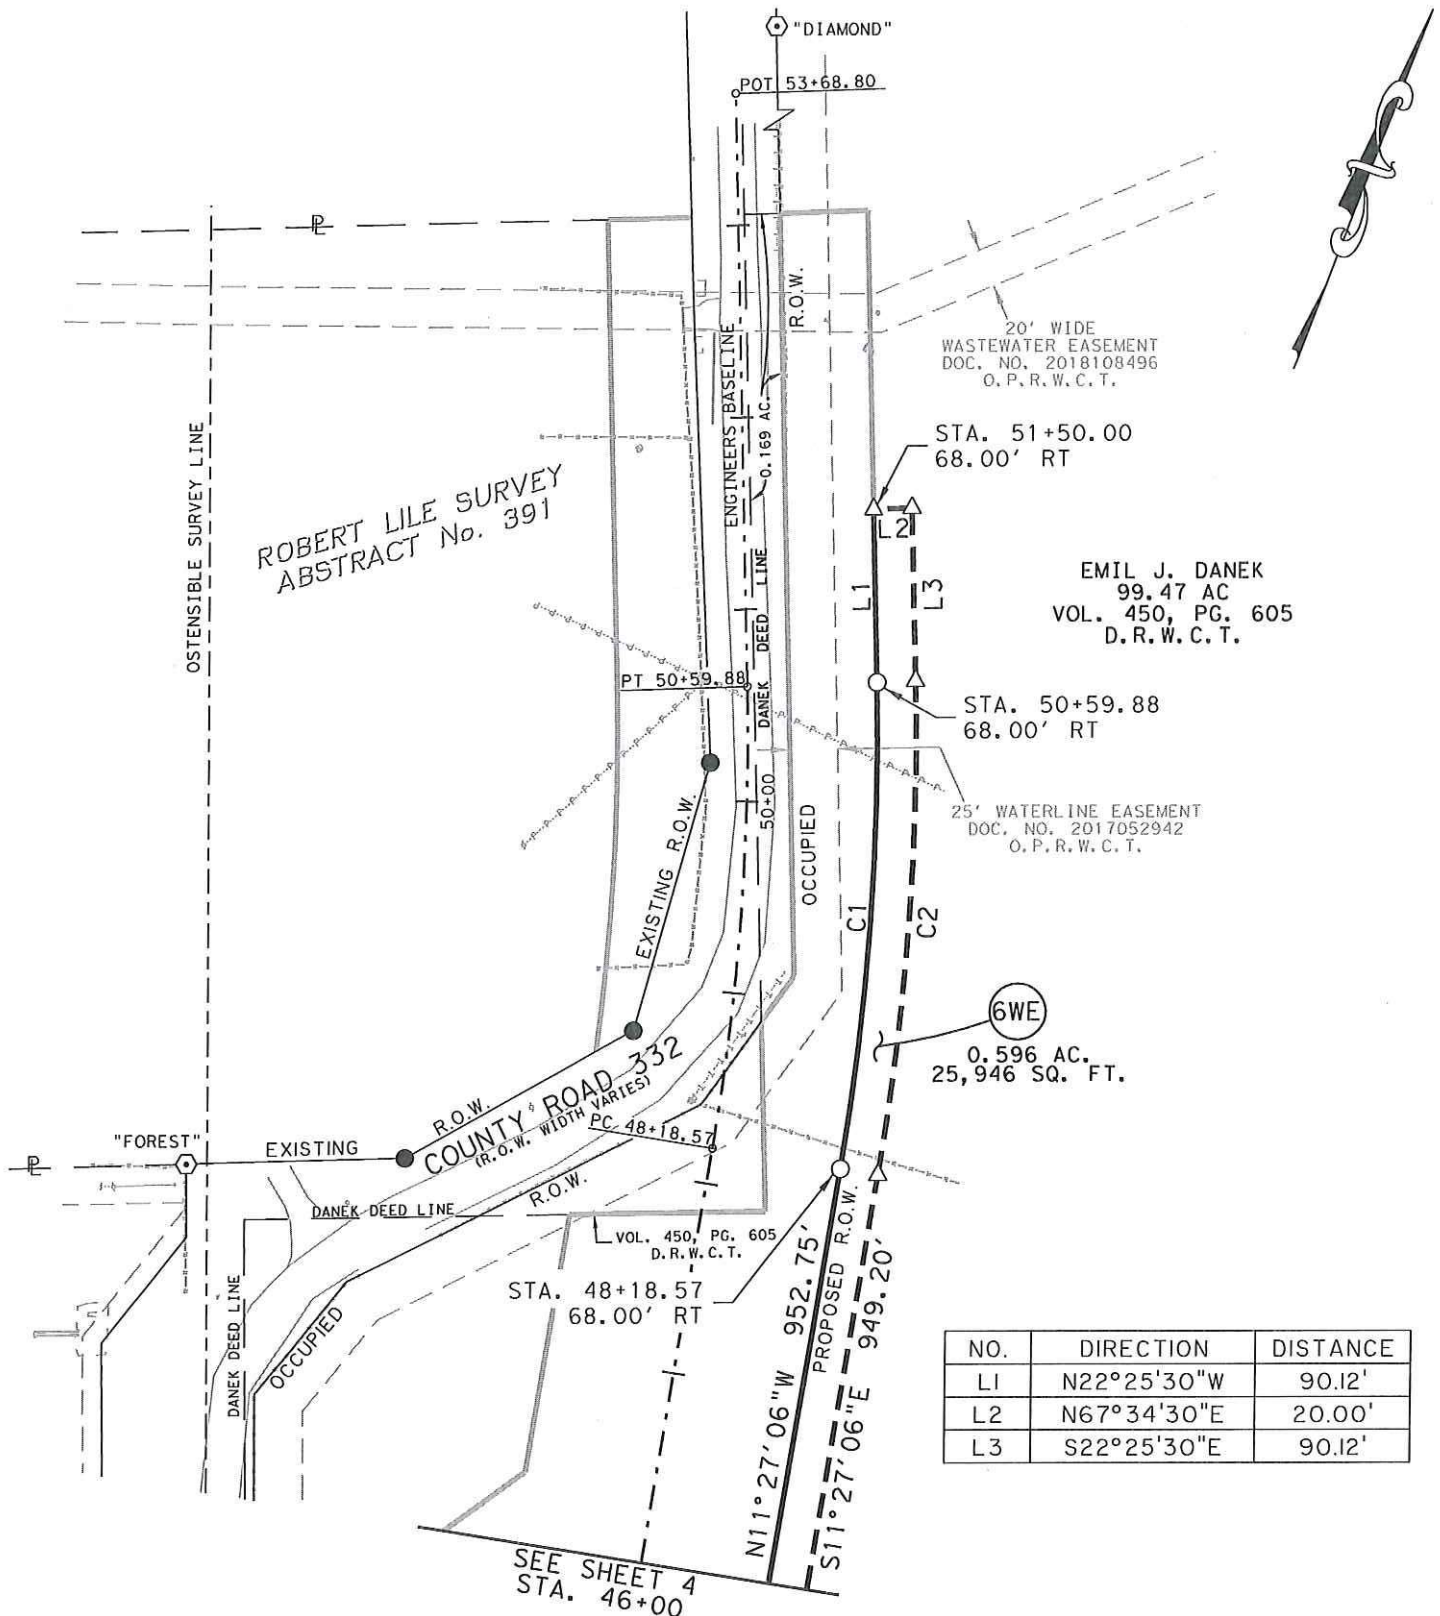 "DIAMOND"
POT 53+68.80
℄
R.O.W.
20' WIDE
WASTEWATER EASEMENT
DOC. NO. 2018108496
O.P.R.W.C.T.
ENGINEERS BASELINE
0.169 AC.
OSTENSIBLE SURVEY LINE
STA. 51+50.00
68.00' RT
ROBERT LILE SURVEY
ABSTRACT No. 391
L2
L1
L3
EMIL J. DANEK
99.47 AC
VOL. 450, PG. 605
D.R.W.C.T.
DANEK DEED LINE
PT 50+59.88
STA. 50+59.88
68.00' RT
50+00
EXISTING R.O.W.
OCCUPIED
25' WATERLINE EASEMENT
DOC. NO. 2017052942
O.P.R.W.C.T.
C1
C2
6WE
0.596 AC.
25,946 SQ. FT.
R.O.W.
COUNTY ROAD 332
(R.O.W. WIDTH VARIES)
PC 48+18.57
"FOREST"
EXISTING
DANEK DEED LINE
R.O.W.
VOL. 450, PG. 605
D.R.W.C.T.
STA. 48+18.57
68.00' RT
DANEK DEED LINE
OCCUPIED
N11°27'06"W 952.75'
PROPOSED R.O.W.
S11°27'06"E 949.20'
NO. DIRECTION DISTANCE
L1 N22°25'30"W 90.12'
L2 N67°34'30"E 20.00'
L3 S22°25'30"E 90.12'
SEE SHEET 4
STA. 46+00